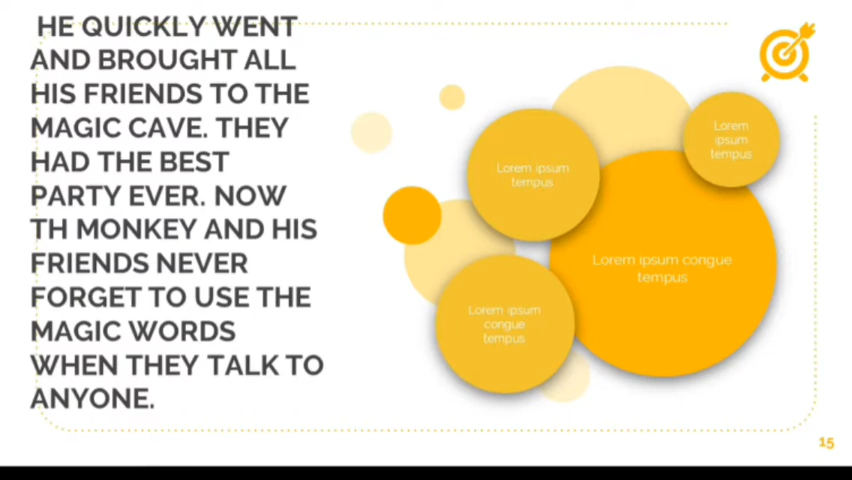 HE QUICKLY WENT
AND BROUGHT ALL
HIS FRIENDS TO THE
MAGIC CAVE. THEY
HAD THE BEST
PARTY EVER. NOW
TH MONKEY AND HIS
FRIENDS NEVER
FORGET TO USE THE
MAGIC WORDS
WHEN THEY TALK TO
ANYONE.
Lorem ipsum
tempus
Lorem
ipsum
tempus
Lorem ipsum congue
tempus
Lorem ipsum
congue
tempus
15